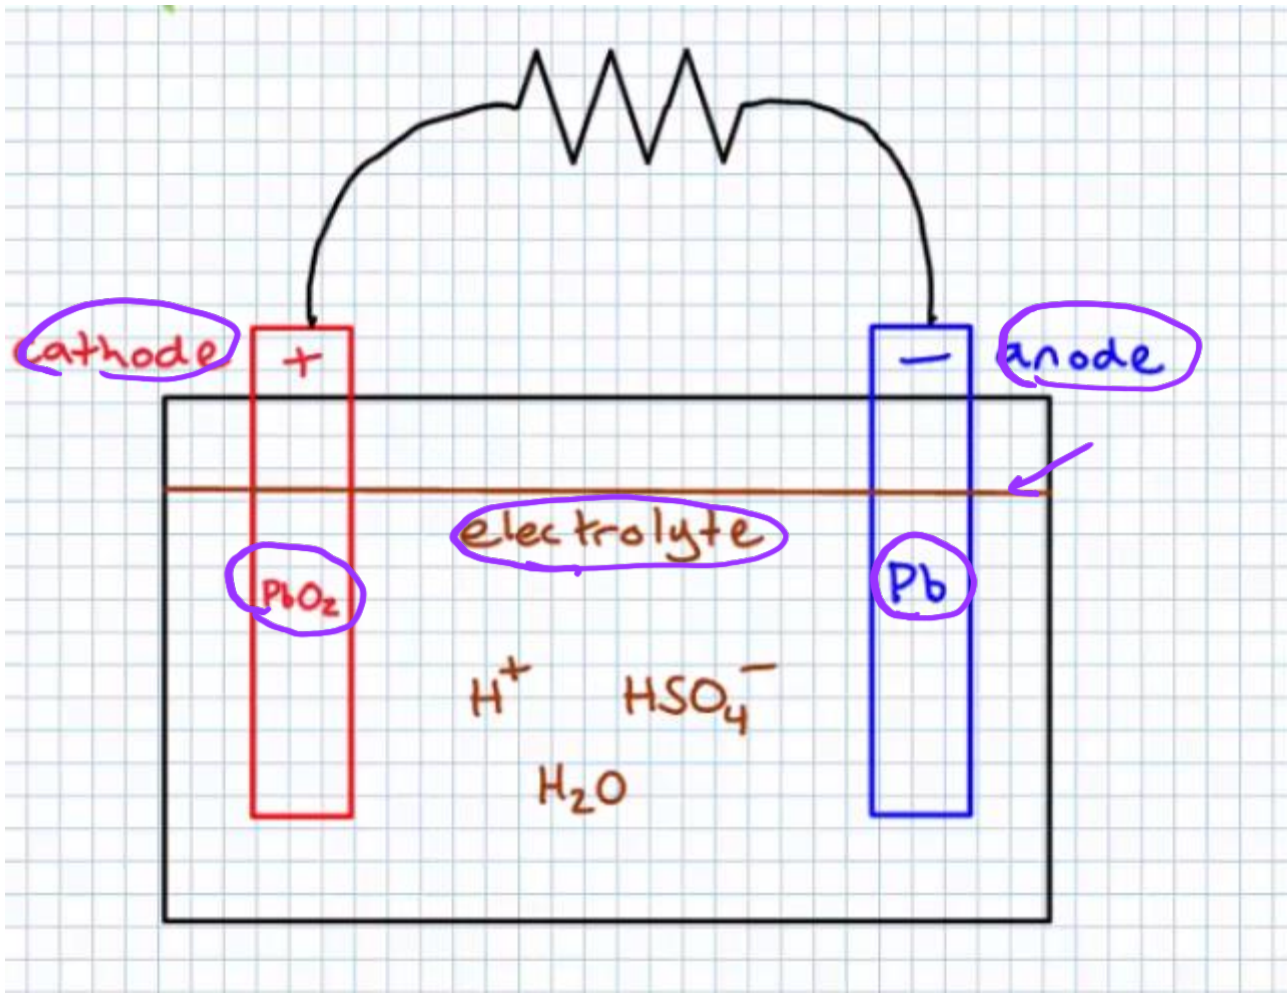 cathode + − anode
electrolyte
PbO₂ Pb
H⁺ HSO₄⁻
H₂O